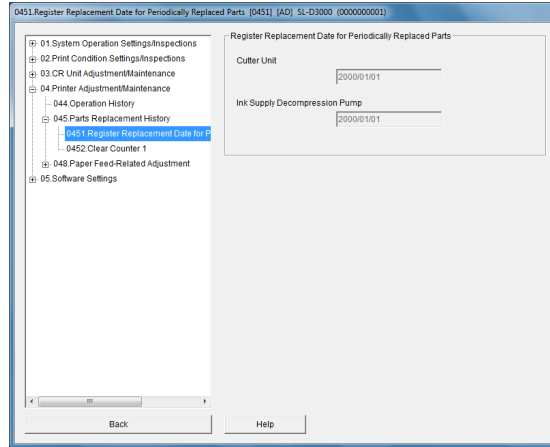 0451.Register Replacement Date for Periodically Replaced Parts [0451] [AD] SL-D3000 (0000000001)
01.System Operation Settings/Inspections
02.Print Condition Settings/Inspections
03.CR Unit Adjustment/Maintenance
04.Printer Adjustment/Maintenance
044.Operation History
045.Parts Replacement History
0451.Register Replacement Date for P
0452.Clear Counter 1
048.Paper Feed-Related Adjustment
05.Software Settings
Register Replacement Date for Periodically Replaced Parts
Cutter Unit
2000/01/01
Ink Supply Decompression Pump
2000/01/01
Back
Help